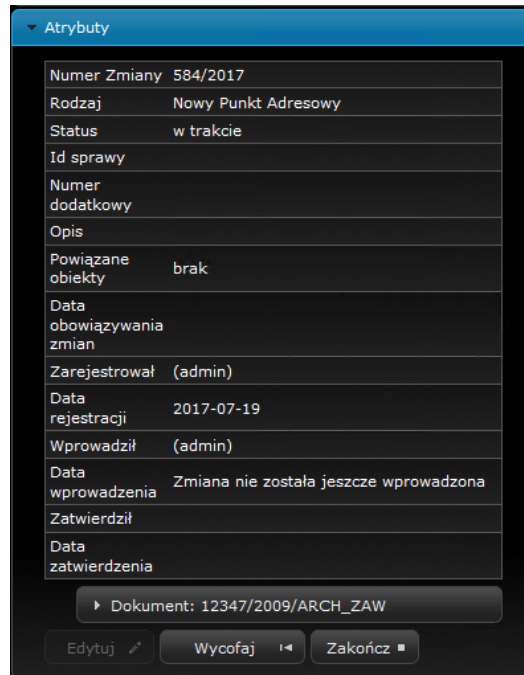 Atrybuty
Numer Zmiany 584/2017
Rodzaj Nowy Punkt Adresowy
Status w trakcie
Id sprawy
Numer
dodatkowy
Opis
Powiązane
obiekty brak
Data
obowiązywania
zmian
Zarejestrował (admin)
Data
rejestracji 2017-07-19
Wprowadził (admin)
Data
wprowadzenia Zmiana nie została jeszcze wprowadzona
Zatwierdził
Data
zatwierdzenia
Dokument: 12347/2009/ARCH_ZAW
Edytuj Wycofaj Zakończ